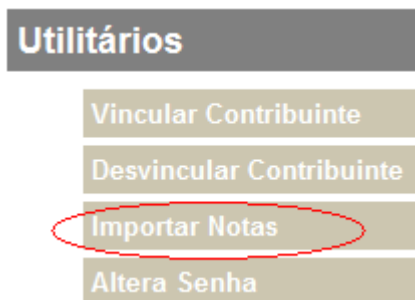 Utilitários
Vincular Contribuinte
Desvincular Contribuinte
Importar Notas
Altera Senha